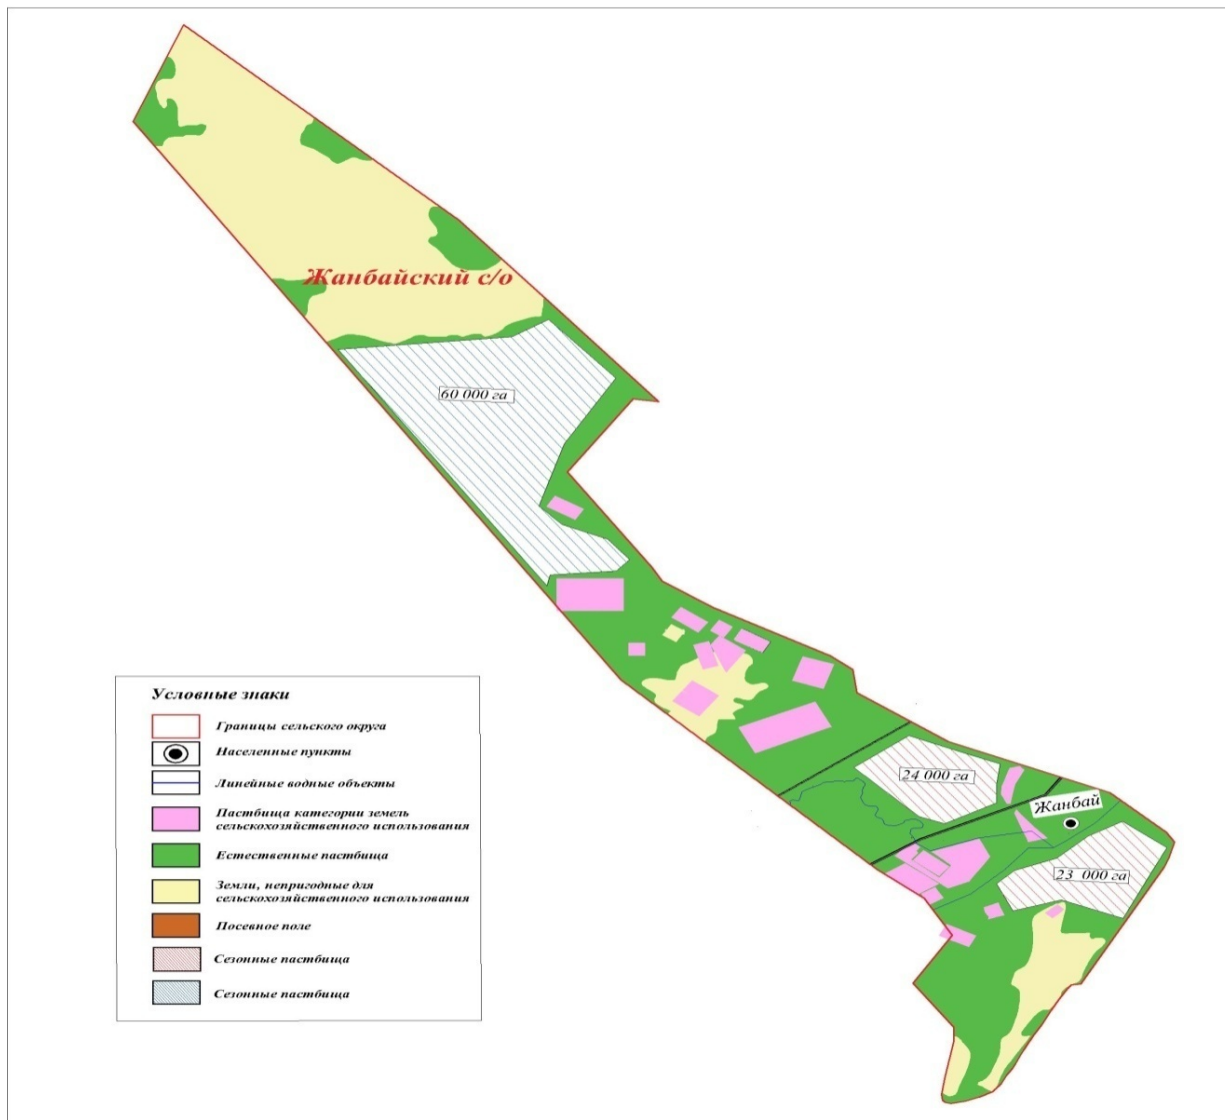 Жанбайский с/о
60 000 га
24 000 га
Жанбай
23 000 га
Условные знаки
Границы сельского округа
Населенные пункты
Линейные водные объекты
Пастбища категории земель
сельскохозяйственного использования
Естественные пастбища
Земли, непригодные для
сельскохозяйственного использования
Посевное поле
Сезонные пастбища
Сезонные пастбища